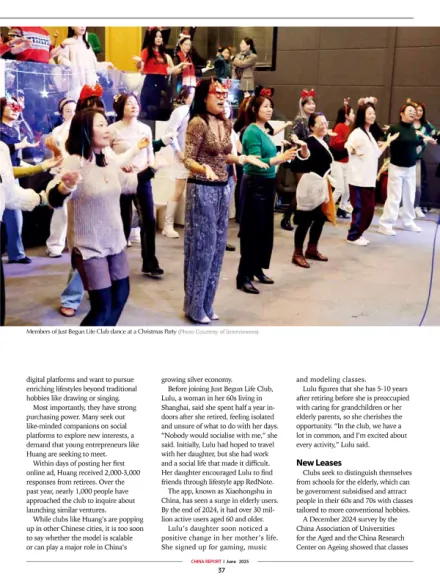 Members of Just Begun Life Club dance at a Christmas Party (Photo Courtesy of Interviewees)
digital platforms and want to pursue
enriching lifestyles beyond traditional
hobbies like drawing or singing.
Most importantly, they have strong
purchasing power. Many seek out
like-minded companions on social
platforms to explore new interests, a
demand that young entrepreneurs like
Huang are seeking to meet.
Within days of posting her first
online ad, Huang received 2,000-3,000
responses from retirees. Over the
past year, nearly 1,000 people have
approached the club to inquire about
launching similar ventures.
While clubs like Huang's are popping
up in other Chinese cities, it is too soon
to say whether the model is scalable
or can play a major role in China's
growing silver economy.
Before joining Just Begun Life Club,
Lulu, a woman in her 60s living in
Shanghai, said she spent half a year in-
doors after she retired, feeling isolated
and unsure of what to do with her days.
"Nobody would socialise with me," she
said. Initially, Lulu had hoped to travel
with her daughter, but she had work
and a social life that made it difficult.
Her daughter encouraged Lulu to find
friends through lifestyle app RedNote.
The app, known as Xiaohongshu in
China, has seen a surge in elderly users.
By the end of 2024, it had over 30 mil-
lion active users aged 60 and older.
Lulu's daughter soon noticed a
positive change in her mother's life.
She signed up for gaming, music
and modeling classes.
Lulu figures that she has 5-10 years
after retiring before she is preoccupied
with caring for grandchildren or her
elderly parents, so she cherishes the
opportunity. "In the club, we have a
lot in common, and I'm excited about
every activity," Lulu said.
New Leases
Clubs seek to distinguish themselves
from schools for the elderly, which can
be government subsidised and attract
people in their 60s and 70s with classes
tailored to more conventional hobbies.
A December 2024 survey by the
China Association of Universities
for the Aged and the China Research
Center on Ageing showed that classes
CHINA REPORT | June 2025
37